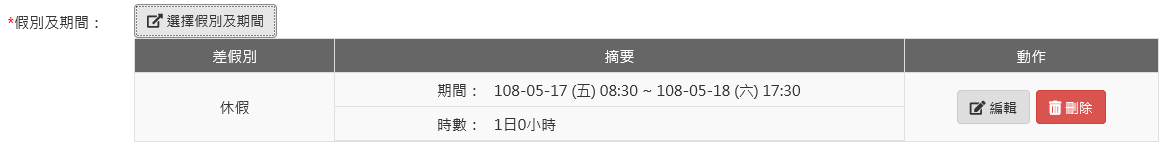 *假別及期間： 選擇假別及期間
差假別 摘要 動作
休假 期間： 108-05-17 (五) 08:30 ~ 108-05-18 (六) 17:30 編輯 刪除
時數： 1日0小時